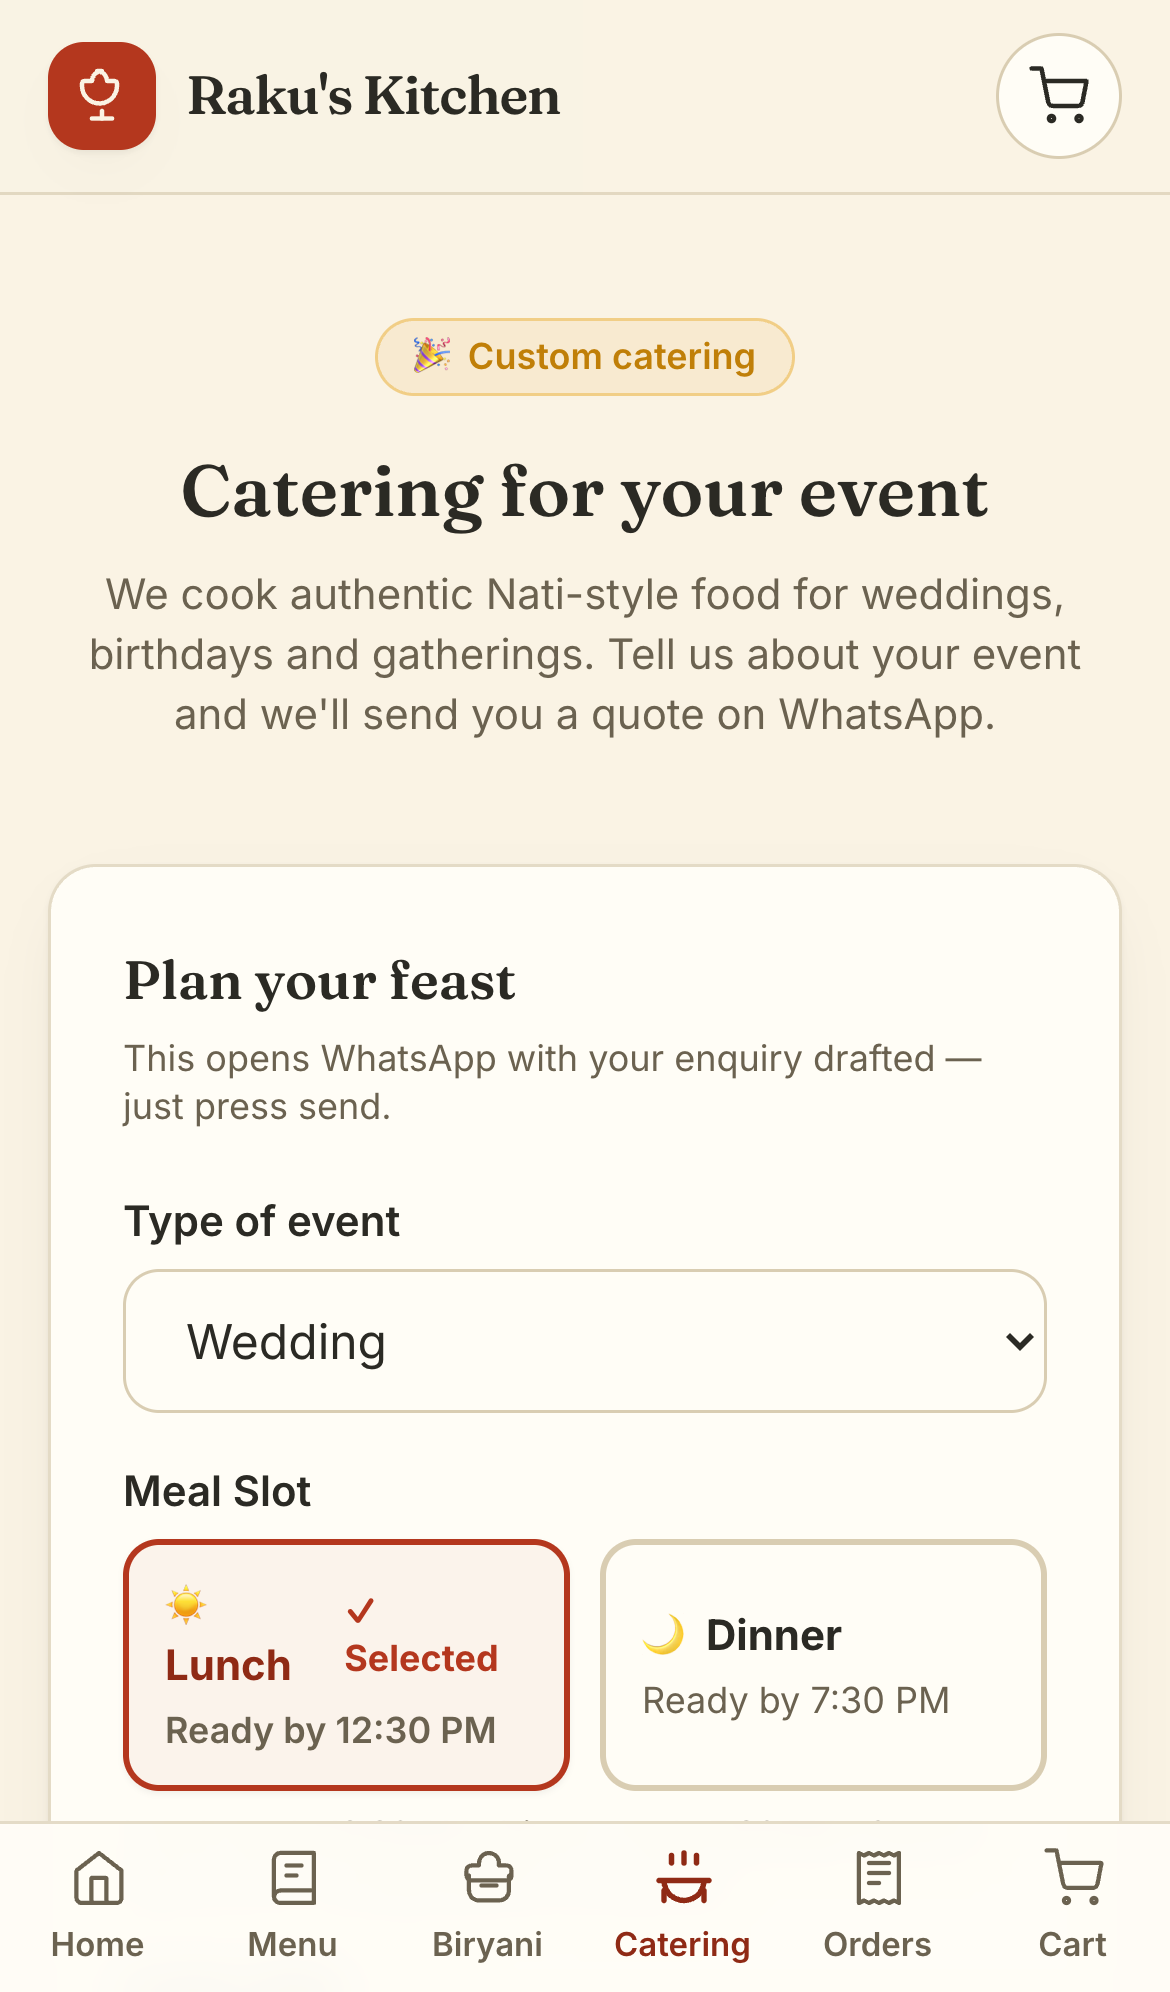 Raku's Kitchen
🎉 Custom catering
Catering for your event
We cook authentic Nati-style food for weddings,
birthdays and gatherings. Tell us about your event
and we'll send you a quote on WhatsApp.
Plan your feast
This opens WhatsApp with your enquiry drafted —
just press send.
Type of event
Wedding
Meal Slot
☀️ Lunch
✓ Selected
Ready by 12:30 PM
🌙 Dinner
Ready by 7:30 PM
Home
Menu
Biryani
Catering
Orders
Cart